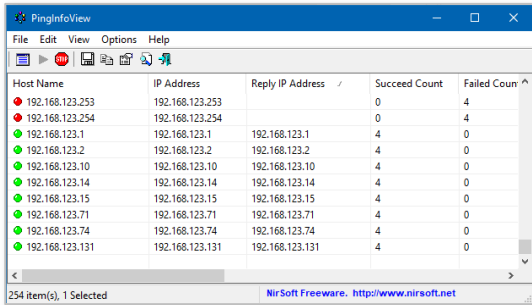 PingInfoView
File Edit View Options Help
STOP
Host Name IP Address Reply IP Address / Succeed Count Failed Coun
192.168.123.253 192.168.123.253 0 4
192.168.123.254 192.168.123.254 0 4
192.168.123.1 192.168.123.1 192.168.123.1 4 0
192.168.123.2 192.168.123.2 192.168.123.2 4 0
192.168.123.10 192.168.123.10 192.168.123.10 4 0
192.168.123.14 192.168.123.14 192.168.123.14 4 0
192.168.123.15 192.168.123.15 192.168.123.15 4 0
192.168.123.71 192.168.123.71 192.168.123.71 4 0
192.168.123.74 192.168.123.74 192.168.123.74 4 0
192.168.123.131 192.168.123.131 192.168.123.131 4 0
254 item(s), 1 Selected NirSoft Freeware. http://www.nirsoft.net